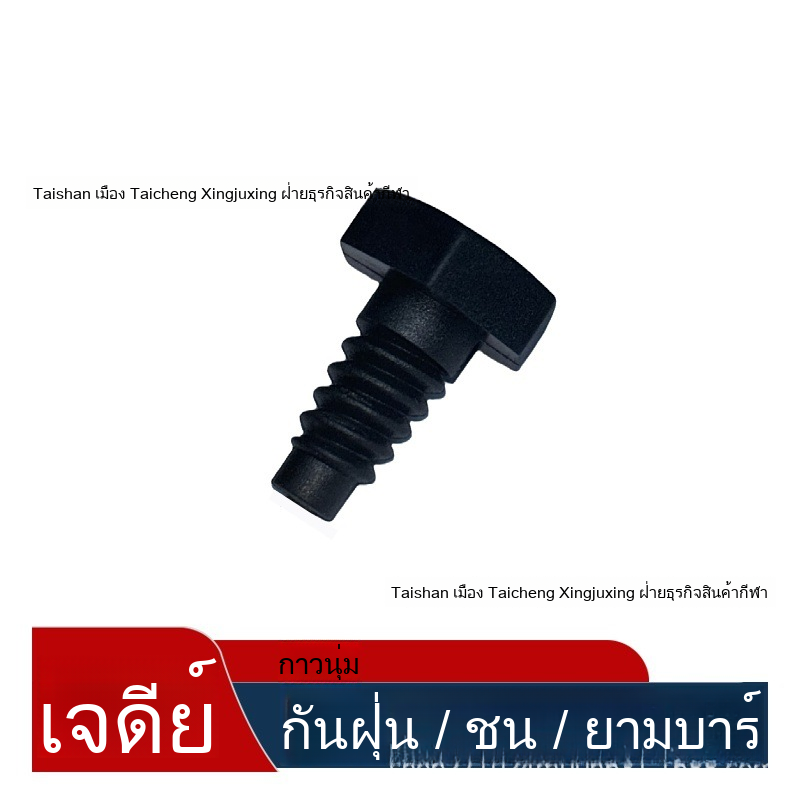 Taishan เมือง Taicheng Xingjuxing ฝ่ายธุรกิจสินค้ากีฬา
Taishan เมือง Taicheng Xingjuxing ฝ่ายธุรกิจสินค้ากีฬา
กาวนุ่ม
เจดีย์
กันฝุ่น / ชน / ยามบาร์